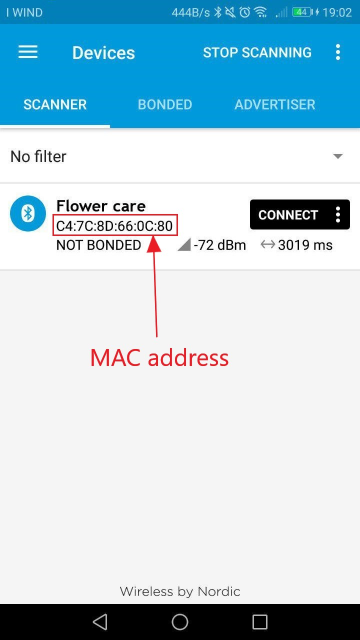 I WIND 444B/s 44 19:02
Devices STOP SCANNING
SCANNER BONDED ADVERTISER
No filter
Flower care
C4:7C:8D:66:0C:80
CONNECT
NOT BONDED -72 dBm 3019 ms
MAC address
Wireless by Nordic